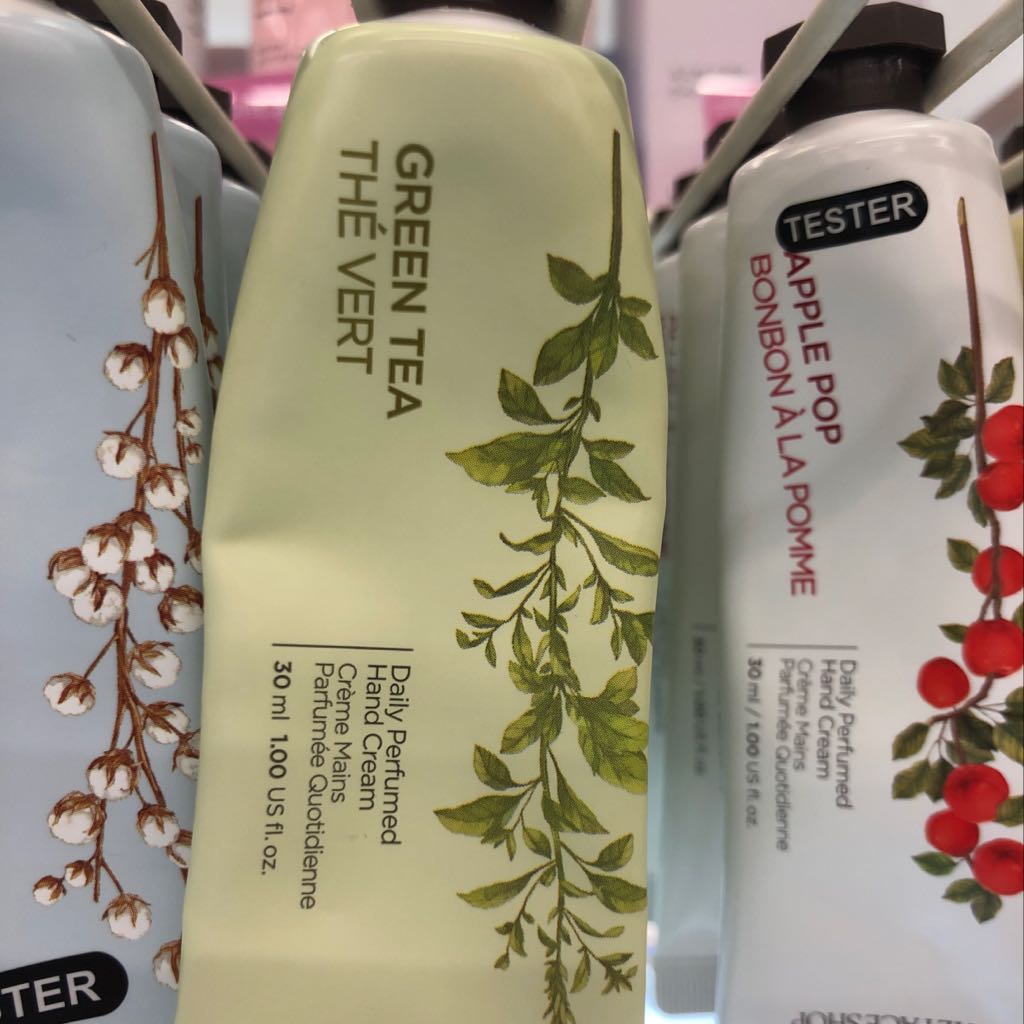 GREEN TEA
THÉ VERT
Daily Perfumed
Hand Cream
Crème Mains
Parfumée Quotidienne
30 ml 1.00 US fl.oz.
TESTER
APPLE POP
BONBON À LA POMME
Daily Perfumed
Hand Cream
Crème Mains
Parfumée Quotidienne
30 ml / 1.00 US fl. oz.
TER